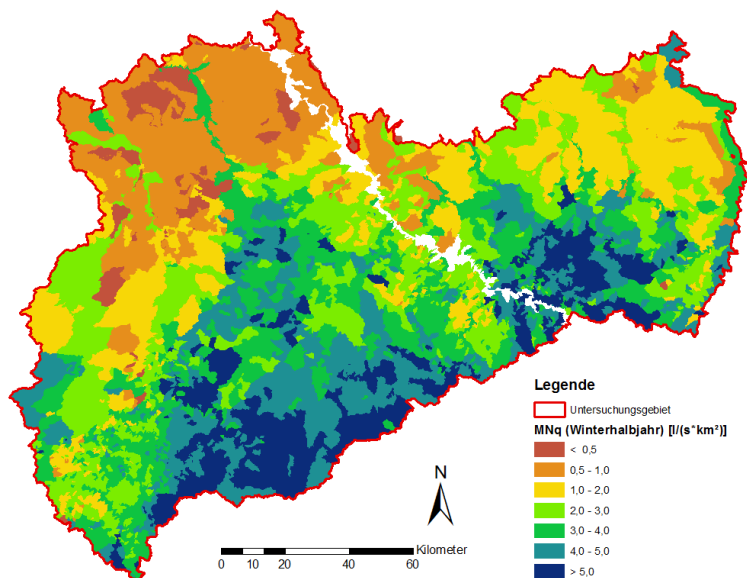 Legende
Untersuchungsgebiet
MNq (Winterhalbjahr) [l/(s*km²)]
< 0,5
0,5 - 1,0
1,0 - 2,0
2,0 - 3,0
3,0 - 4,0
4,0 - 5,0
> 5,0
N
Kilometer
0 10 20 40 60